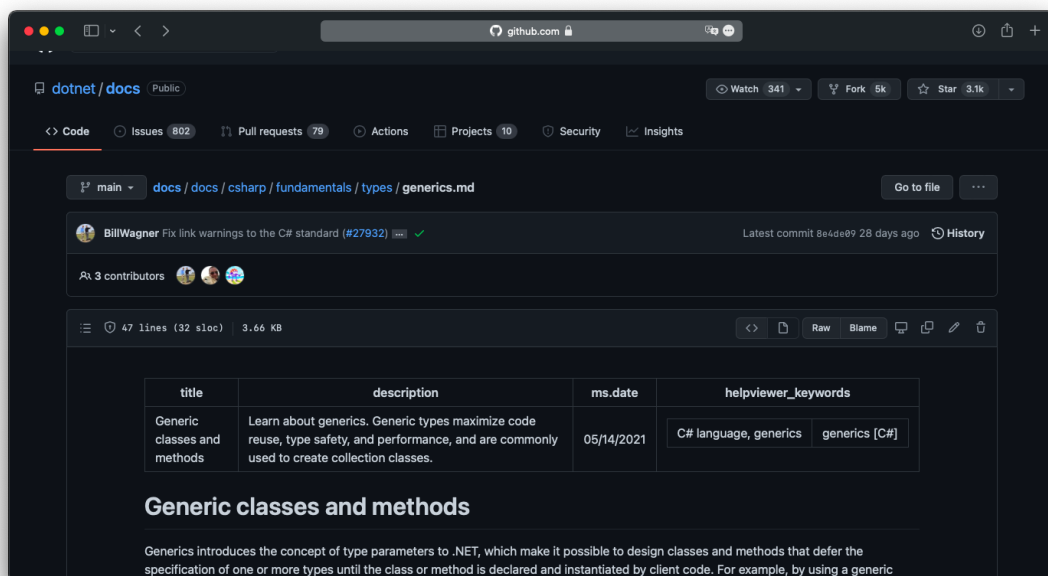 github.com
dotnet / docs Public
Watch 341
Fork 5k
Star 3.1k
Code
Issues 802
Pull requests 79
Actions
Projects 10
Security
Insights
main
docs / docs / csharp / fundamentals / types / generics.md
Go to file
BillWagner Fix link warnings to the C# standard (#27932)
Latest commit 8e4de09 28 days ago
History
3 contributors
47 lines (32 sloc) 3.66 KB
Raw Blame
title description ms.date helpviewer_keywords
Generic
classes and
methods
Learn about generics. Generic types maximize code
reuse, type safety, and performance, and are commonly
used to create collection classes.
05/14/2021
C# language, generics generics [C#]
Generic classes and methods
Generics introduces the concept of type parameters to .NET, which make it possible to design classes and methods that defer the
specification of one or more types until the class or method is declared and instantiated by client code. For example, by using a generic